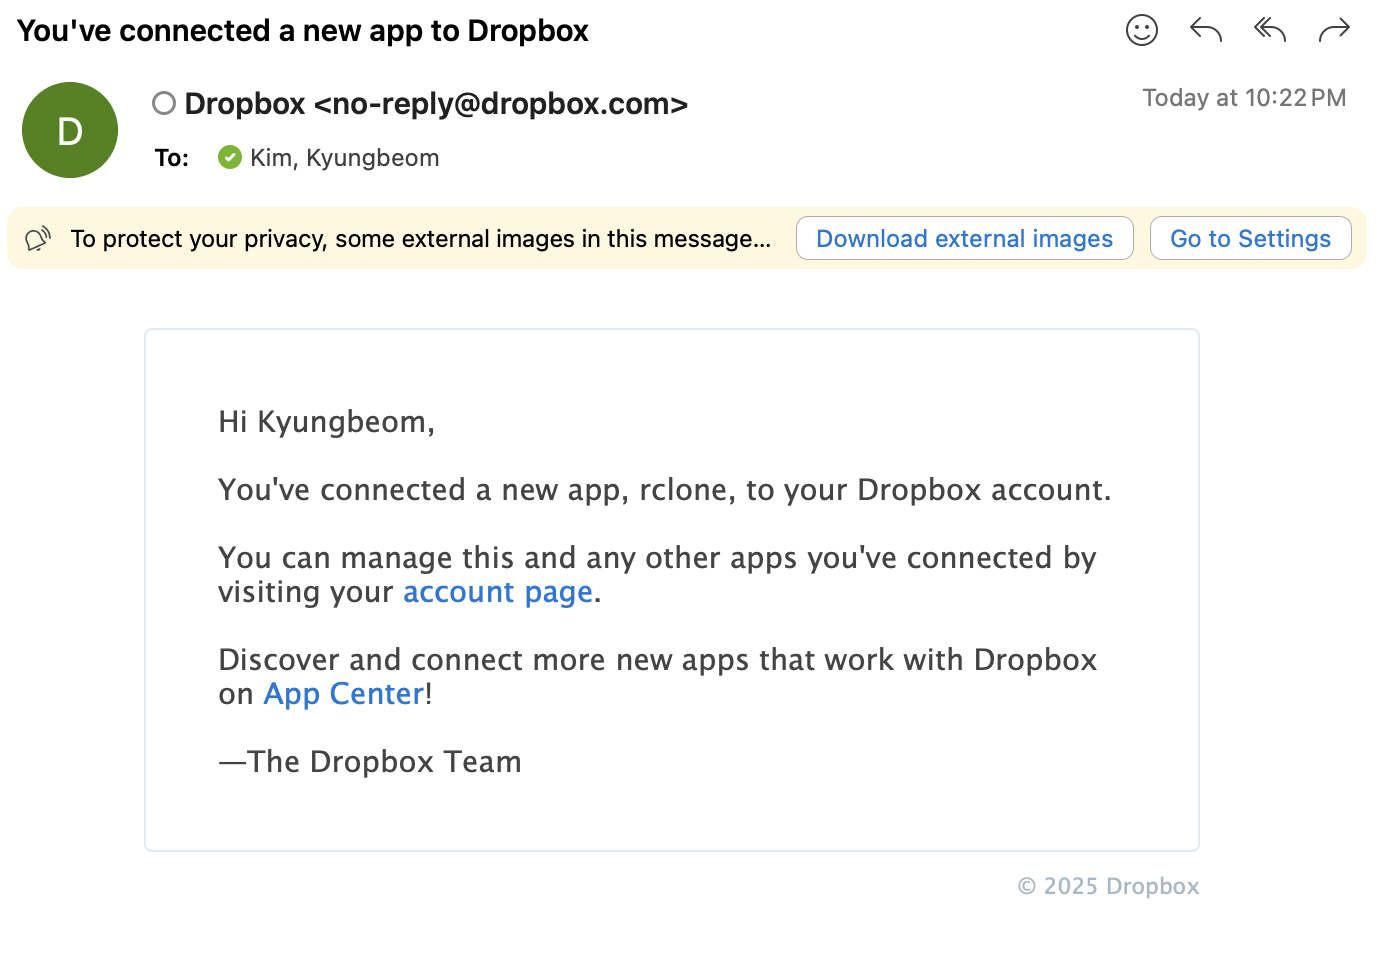 You've connected a new app to Dropbox
D
Dropbox <no-reply@dropbox.com>
Today at 10:22 PM
To: Kim, Kyungbeom
To protect your privacy, some external images in this message...
Download external images
Go to Settings
Hi Kyungbeom,
You've connected a new app, rclone, to your Dropbox account.
You can manage this and any other apps you've connected by
visiting your account page.
Discover and connect more new apps that work with Dropbox
on App Center!
—The Dropbox Team
© 2025 Dropbox